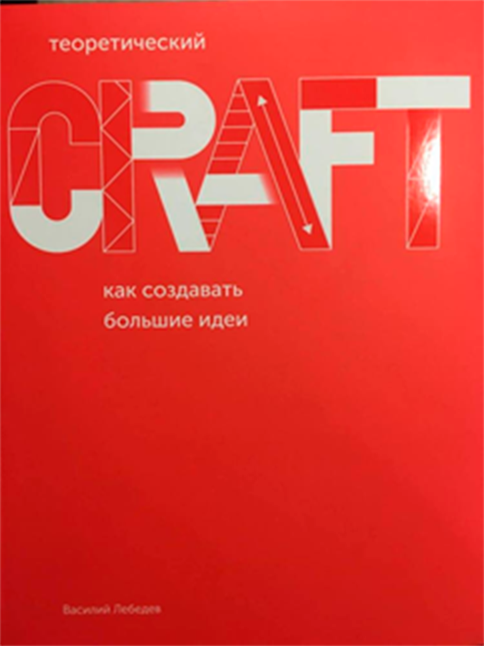 теоретический
CRAFT
как создавать
большие идеи
Василий Лебедев